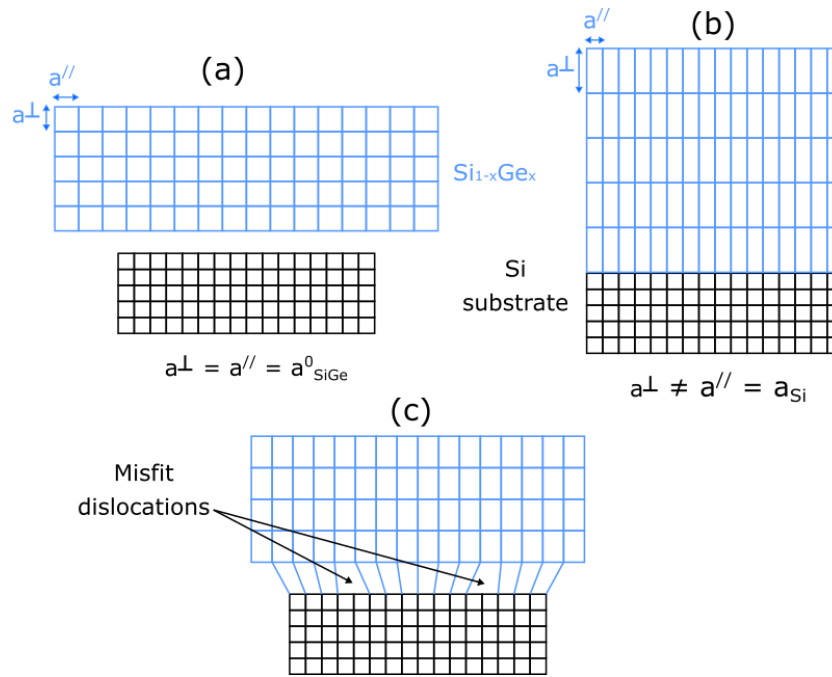 (a)
a//
a⊥
Si1-xGex
a⊥ = a// = a⁰SiGe
(b)
a//
a⊥
Si
substrate
a⊥ ≠ a// = aSi
(c)
Misfit
dislocations